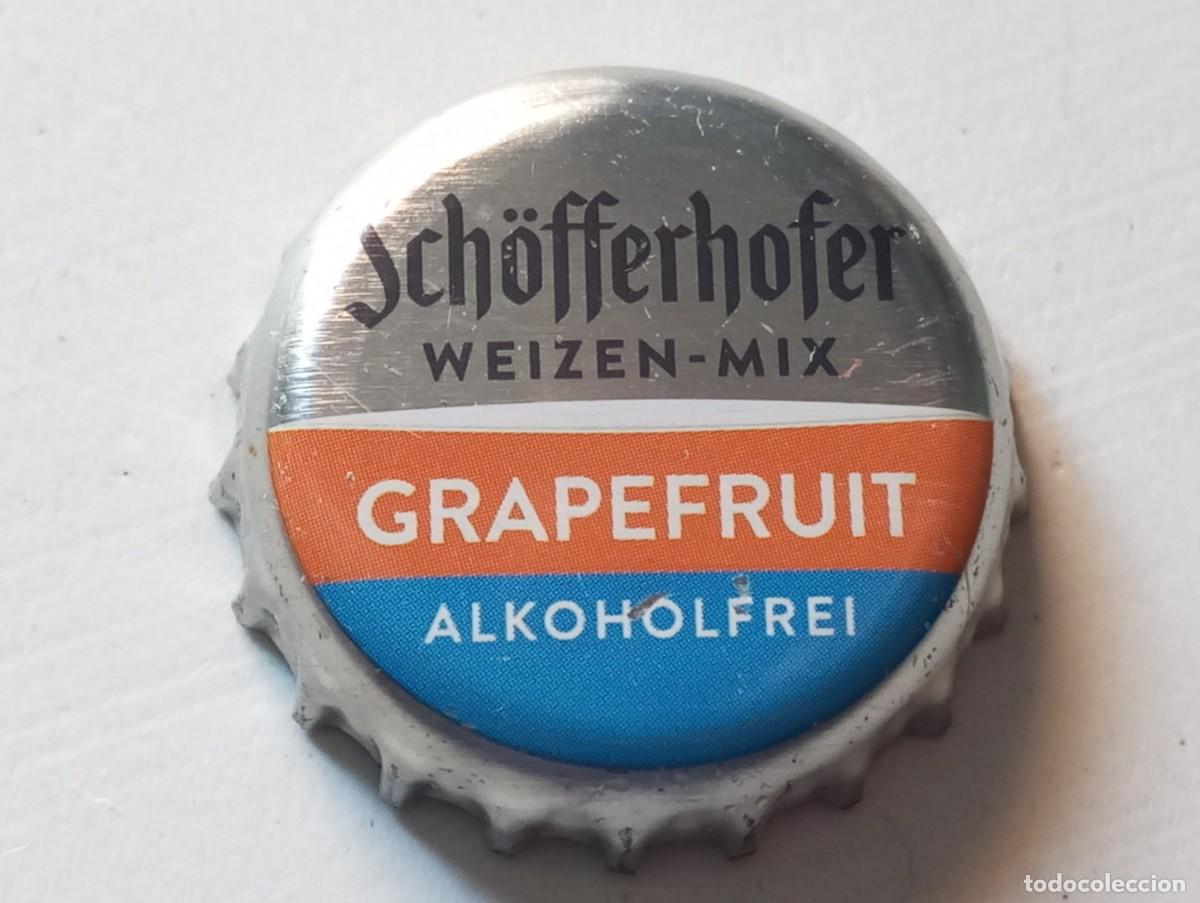 Schöfferhofer
WEIZEN-MIX
GRAPEFRUIT
ALKOHOLFREI
todocoleccion